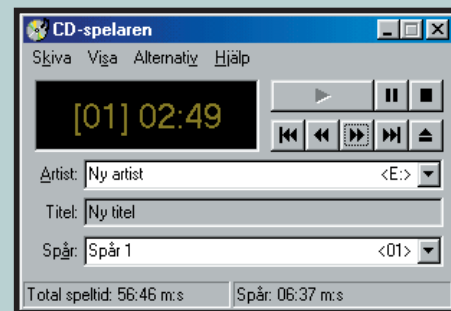 CD-spelaren
Skiva Visa Alternativ Hjälp
[01] 02:49
Artist: Ny artist <E:>
Titel: Ny titel
Spår: Spår 1 <01>
Total speltid: 56:46 m:s Spår: 06:37 m:s